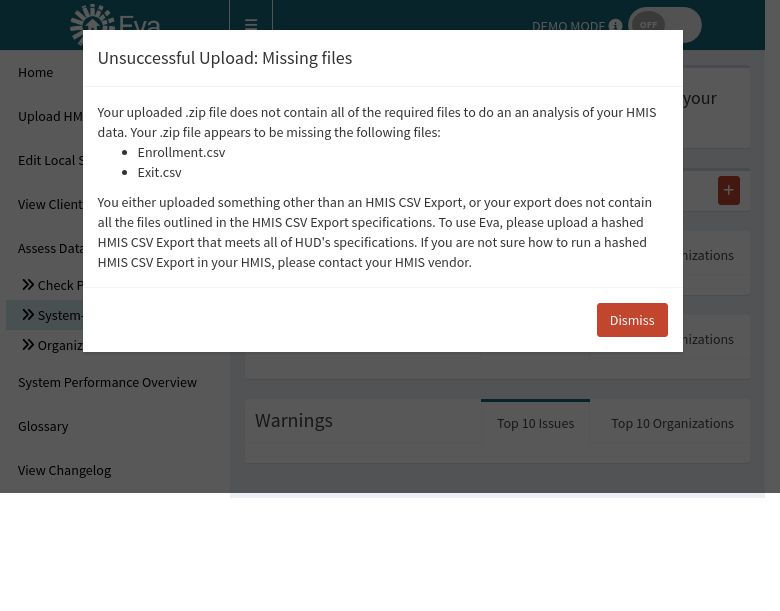 Eva
DEMO MODE
OFF
Unsuccessful Upload: Missing files
Your uploaded .zip file does not contain all of the required files to do an an analysis of your HMIS
data. Your .zip file appears to be missing the following files:
Enrollment.csv
Exit.csv
You either uploaded something other than an HMIS CSV Export, or your export does not contain
all the files outlined in the HMIS CSV Export specifications. To use Eva, please upload a hashed
HMIS CSV Export that meets all of HUD's specifications. If you are not sure how to run a hashed
HMIS CSV Export in your HMIS, please contact your HMIS vendor.
Dismiss
Home
Upload HM
Edit Local S
View Client
Assess Data
Check P
System-
Organiz
System Performance Overview
Glossary
View Changelog
your
nizations
nizations
Warnings
Top 10 Issues
Top 10 Organizations